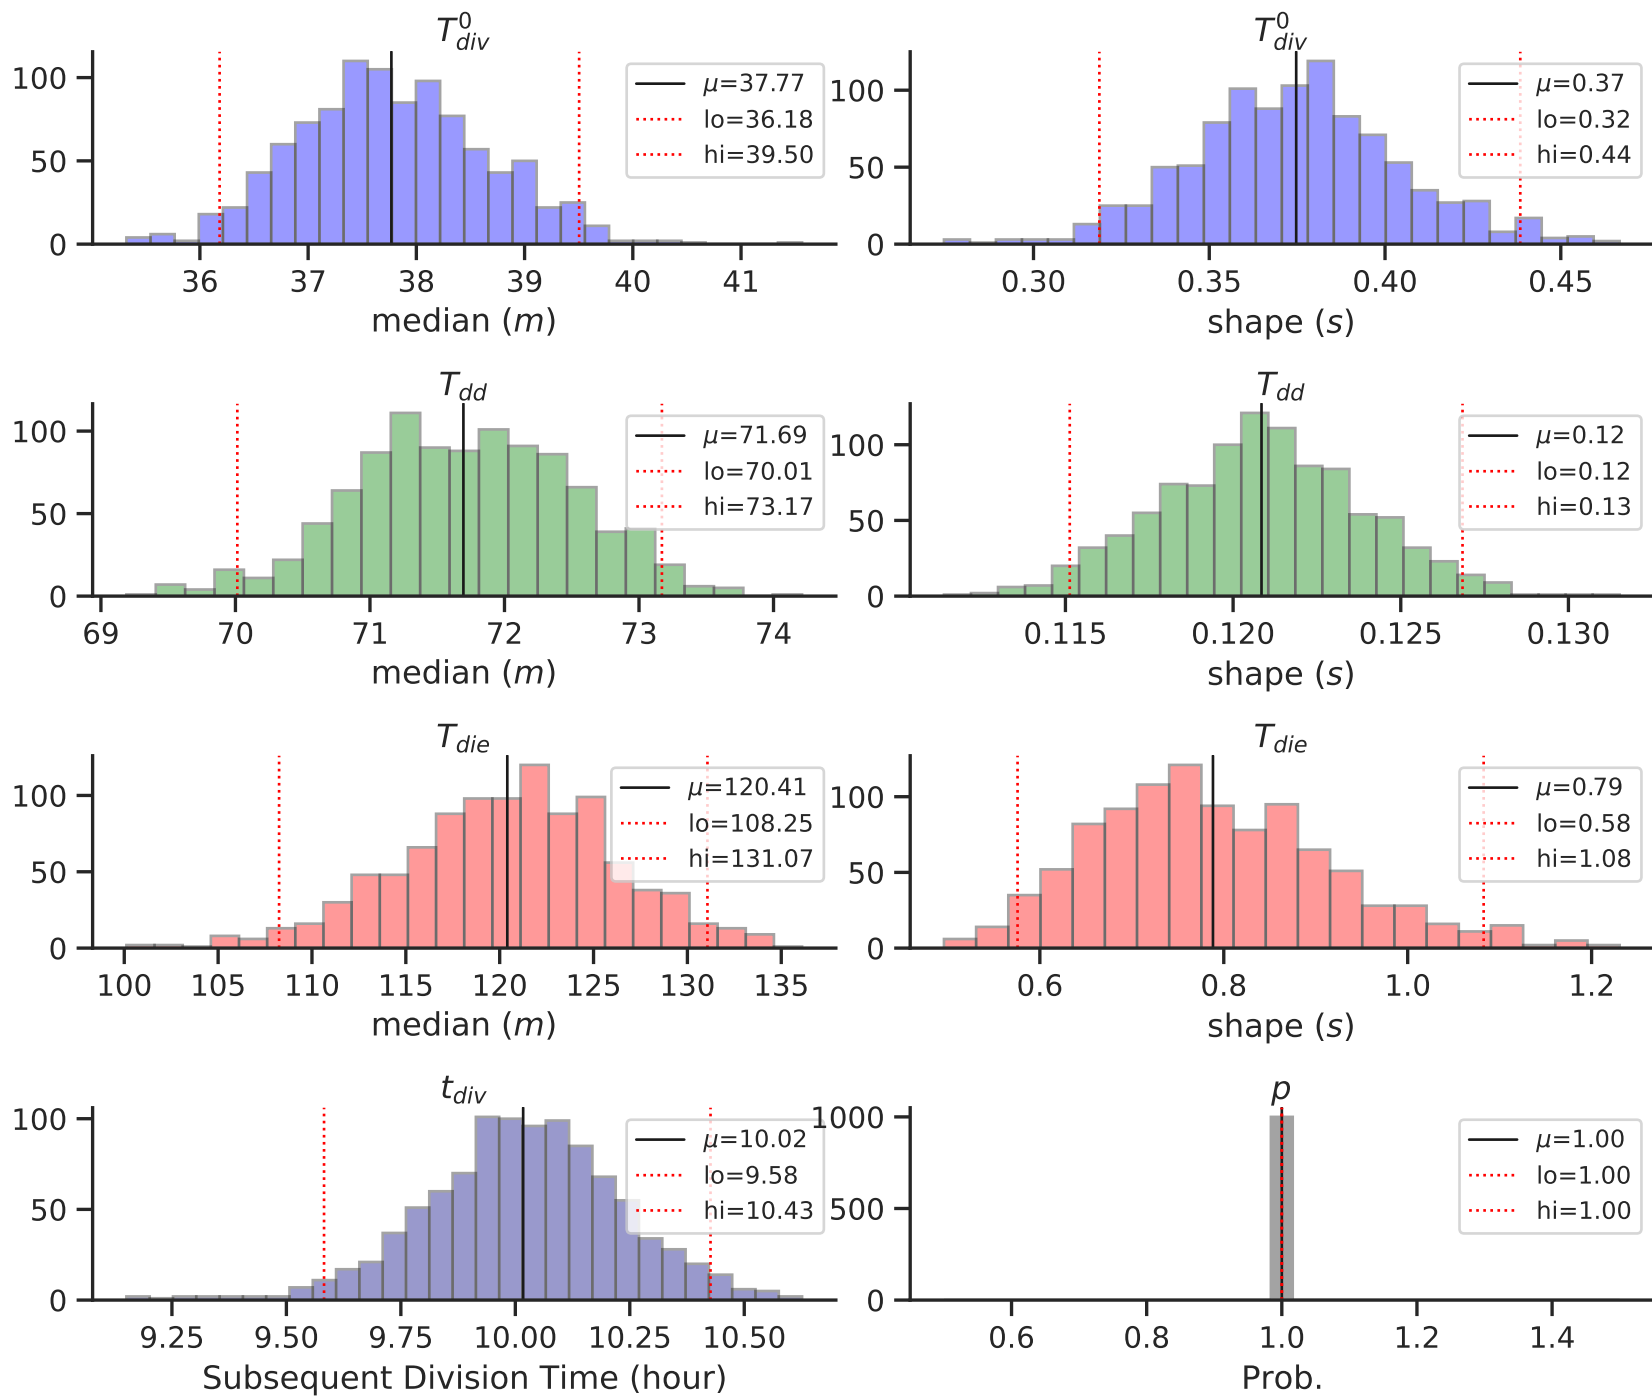 T⁰div
100
50
0
μ=37.77
lo=36.18
hi=39.50
36 37 38 39 40 41
median (m)
T⁰div
100
50
0
μ=0.37
lo=0.32
hi=0.44
0.30 0.35 0.40 0.45
shape (s)
Tdd
100
50
0
μ=71.69
lo=70.01
hi=73.17
69 70 71 72 73 74
median (m)
Tdd
100
50
0
μ=0.12
lo=0.12
hi=0.13
0.115 0.120 0.125 0.130
shape (s)
Tdie
100
50
0
μ=120.41
lo=108.25
hi=131.07
100 105 110 115 120 125 130 135
median (m)
Tdie
100
50
0
μ=0.79
lo=0.58
hi=1.08
0.6 0.8 1.0 1.2
shape (s)
tdiv
100
50
0
μ=10.02
lo=9.58
hi=10.43
9.25 9.50 9.75 10.00 10.25 10.50
Subsequent Division Time (hour)
p
1000
500
0
μ=1.00
lo=1.00
hi=1.00
0.6 0.8 1.0 1.2 1.4
Prob.